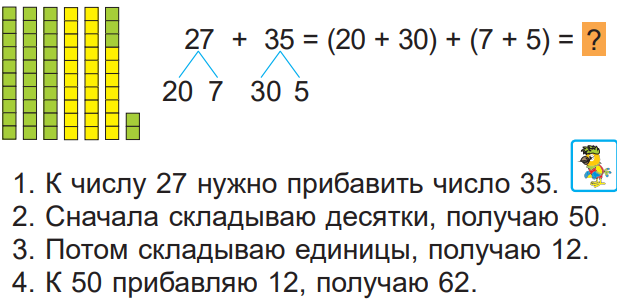 27 + 35 = (20 + 30) + (7 + 5) = ?
20 7 30 5
1. К числу 27 нужно прибавить число 35.
2. Сначала складываю десятки, получаю 50.
3. Потом складываю единицы, получаю 12.
4. К 50 прибавляю 12, получаю 62.